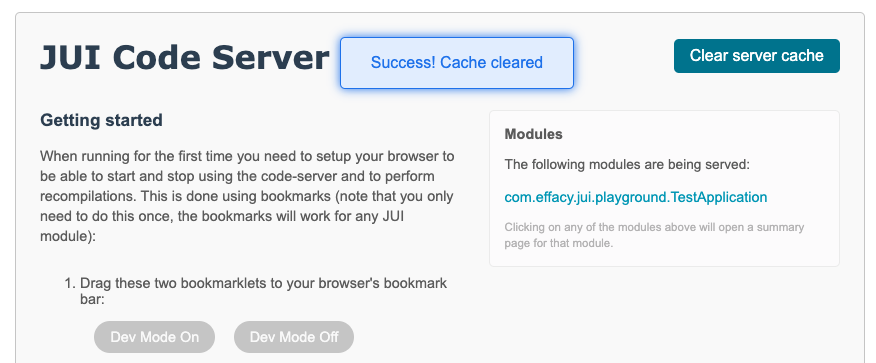 JUI Code Server
Success! Cache cleared
Clear server cache
Getting started
When running for the first time you need to setup your browser to
be able to start and stop using the code-server and to perform
recompilations. This is done using bookmarks (note that you only
need to do this once, the bookmarks will work for any JUI
module):
1. Drag these two bookmarklets to your browser's bookmark
bar:
Dev Mode On
Dev Mode Off
Modules
The following modules are being served:
com.effacy.jui.playground.TestApplication
Clicking on any of the modules above will open a summary
page for that module.